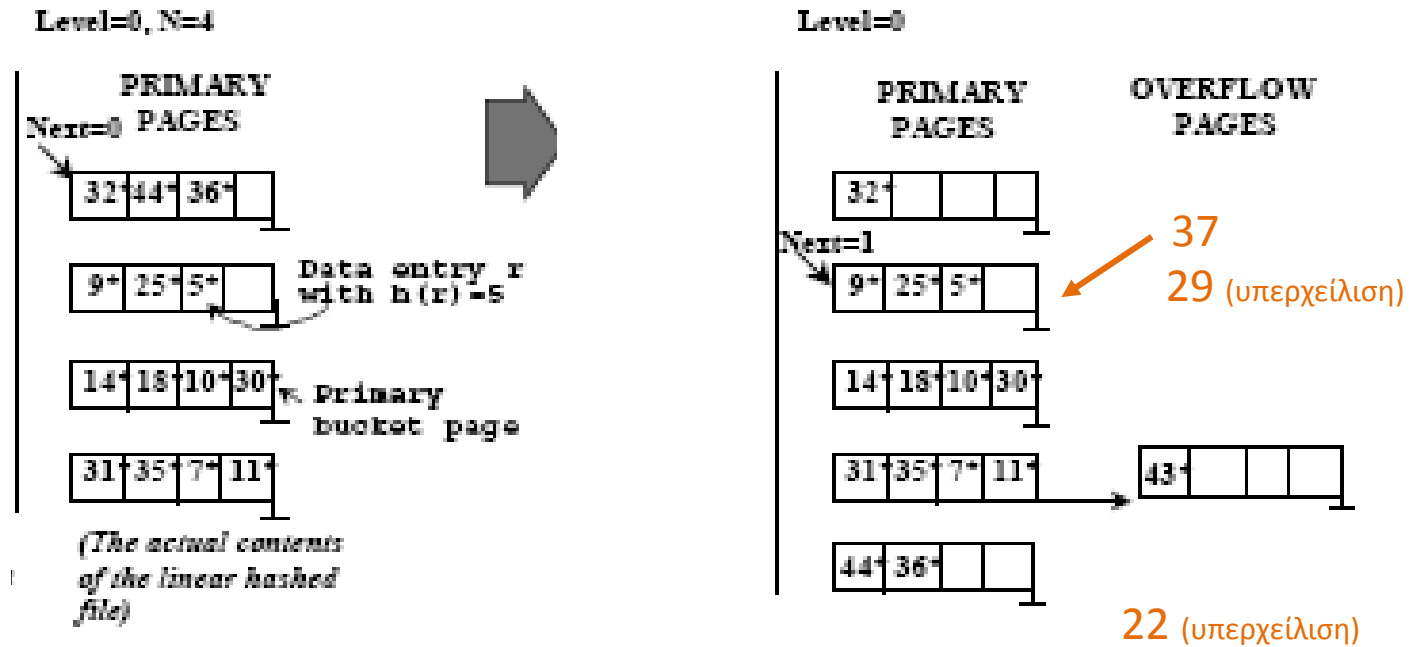 Level=0, N=4
PRIMARY
PAGES
Next=0
32* 44* 36*
9* 25* 5*
Data entry r
with h(r)=5
14* 18* 10* 30*
Primary
bucket page
31* 35* 7* 11*
(The actual contents
of the linear hashed
file)
Level=0
PRIMARY
PAGES
OVERFLOW
PAGES
32*
Next=1
9* 25* 5*
37
29 (υπερχείλιση)
14* 18* 10* 30*
31* 35* 7* 11*
43*
44* 36*
22 (υπερχείλιση)